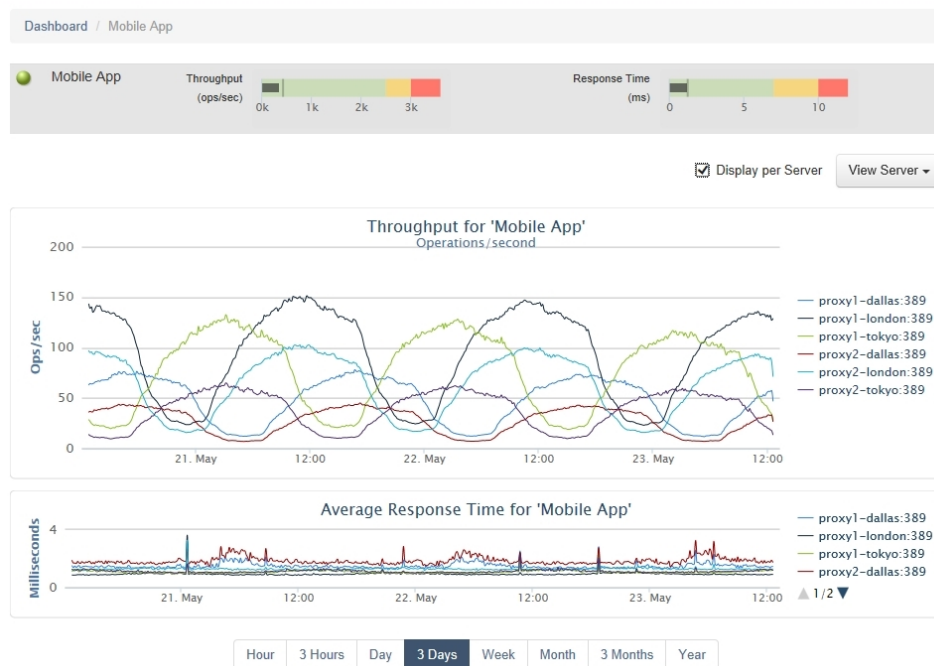 Dashboard / Mobile App
Mobile App
Throughput
(ops/sec)
0k 1k 2k 3k
Response Time
(ms)
0 5 10
Display per Server
View Server
Throughput for 'Mobile App'
Operations/second
Ops/sec
200
150
100
50
0
21. May 12:00 22. May 12:00 23. May 12:00
proxy1-dallas:389
proxy1-london:389
proxy1-tokyo:389
proxy2-dallas:389
proxy2-london:389
proxy2-tokyo:389
Average Response Time for 'Mobile App'
Milliseconds
4
0
21. May 12:00 22. May 12:00 23. May 12:00
proxy1-dallas:389
proxy1-london:389
proxy1-tokyo:389
proxy2-dallas:389
1/2
Hour 3 Hours Day 3 Days Week Month 3 Months Year